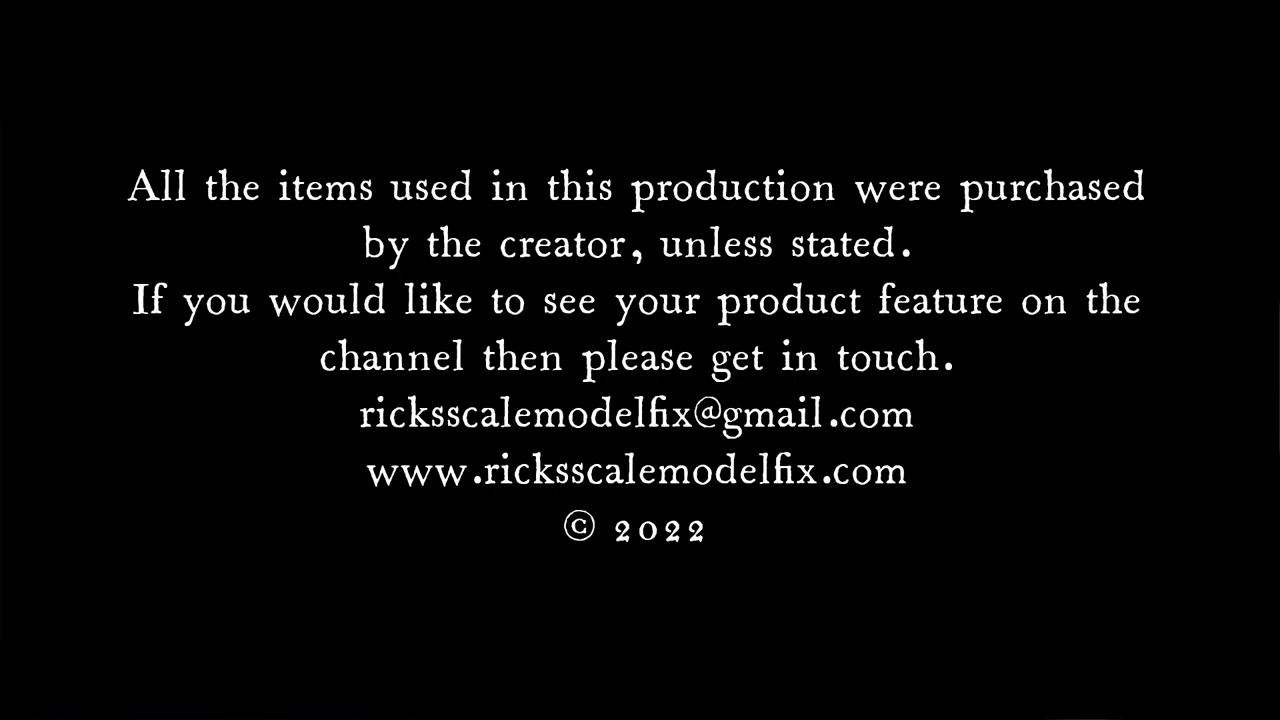 All the items used in this production were purchased
by the creator, unless stated.
If you would like to see your product feature on the
channel then please get in touch.
ricksscalemodelfix@gmail.com
www.ricksscalemodelfix.com
© 2022